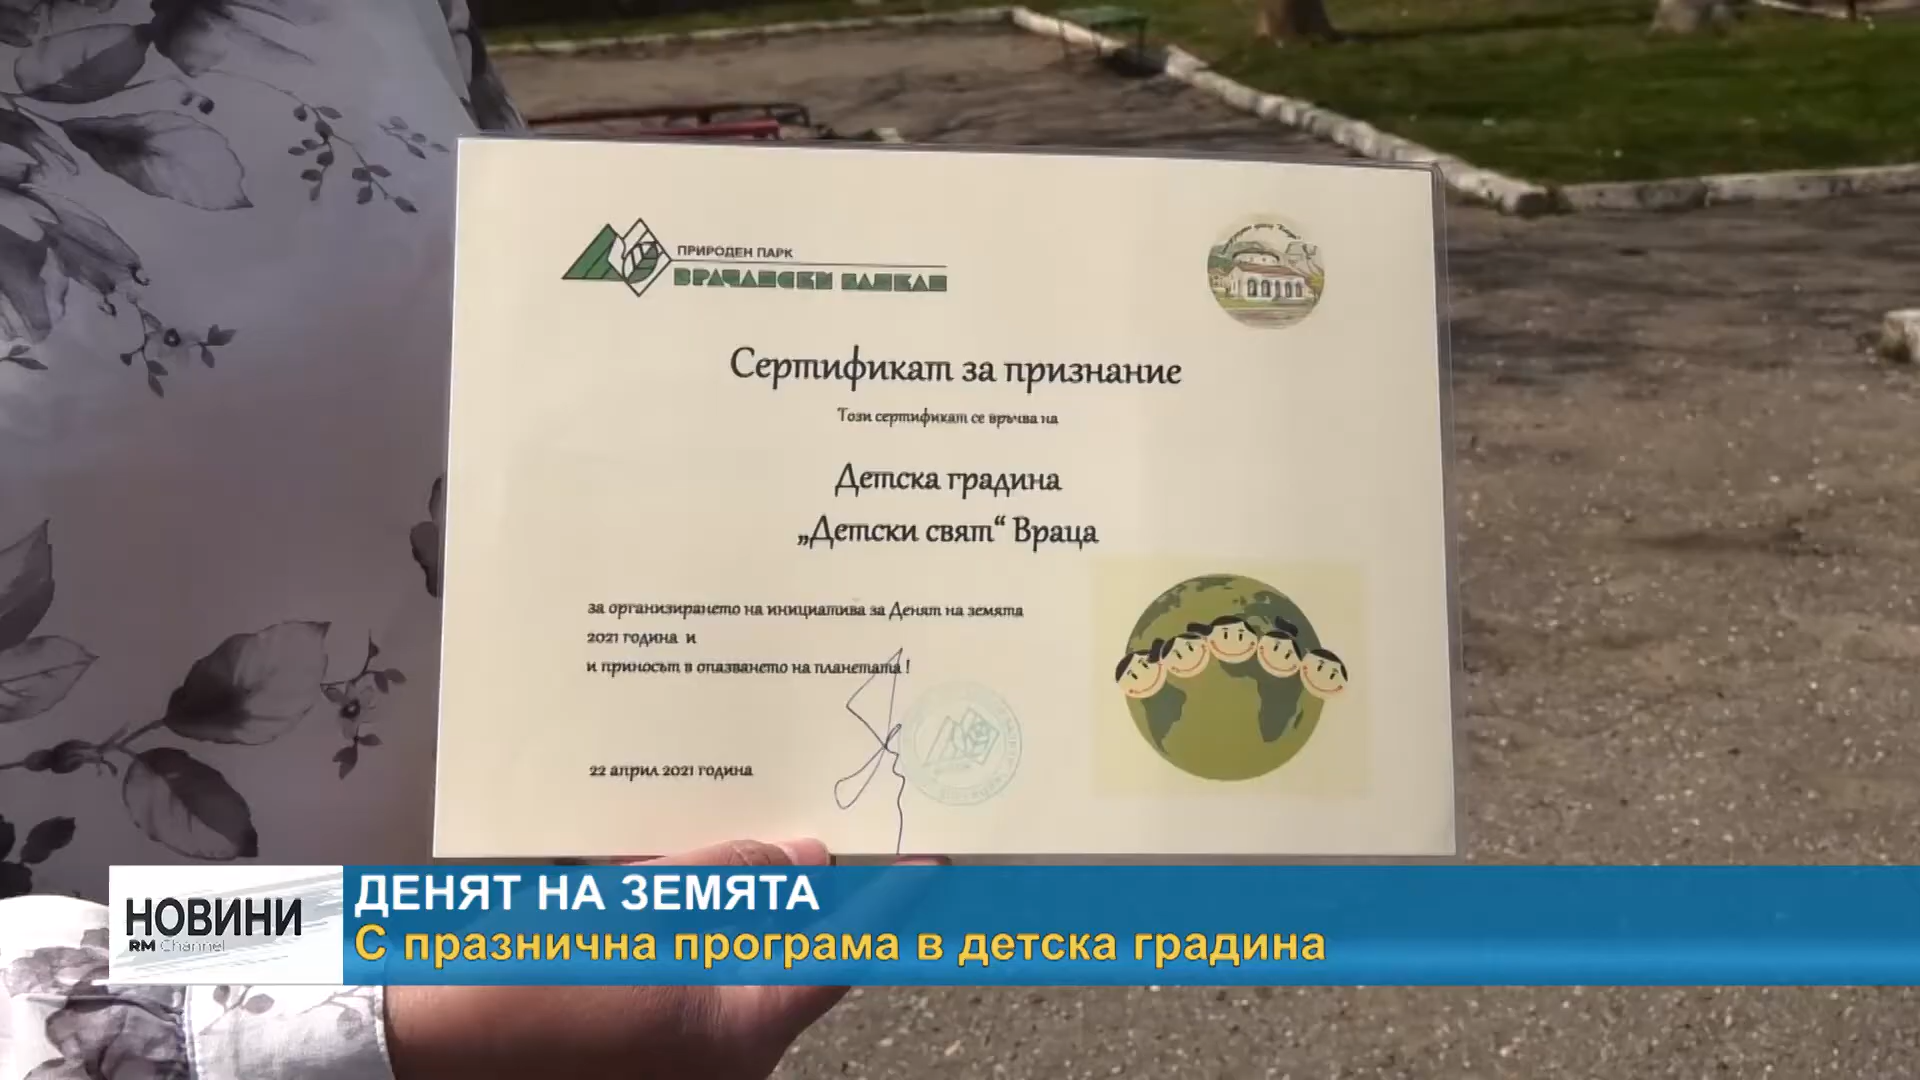 ПРИРОДЕН ПАРК
ВРАЧАНСКИ БАЛКАН
Сертификат за признание
Този сертификат се връчва на
Детска градина
„Детски свят“ Враца
за организирането на инициатива за Денят на земята
2021 година и
и приносът в опазването на планетата !
22 април 2021 година
НОВИНИ
RM Channel
ДЕНЯТ НА ЗЕМЯТА
С празнична програма в детска градина